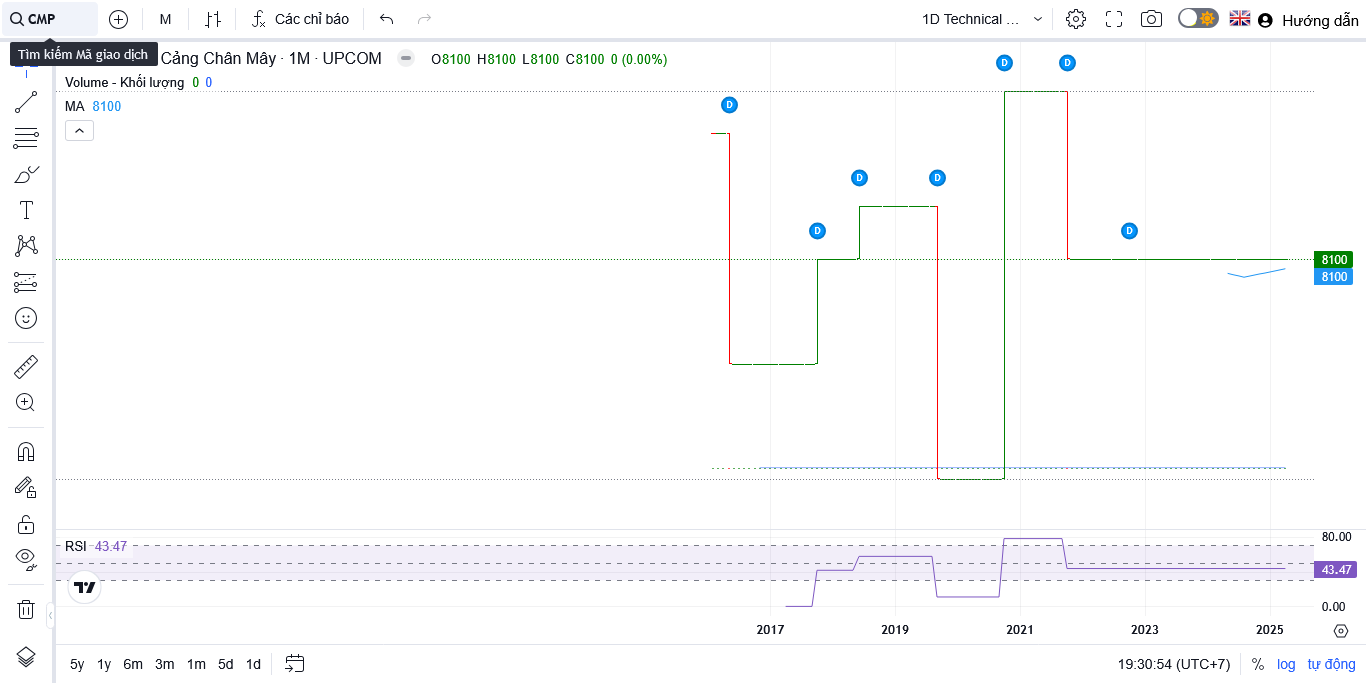 CMP
M
Các chỉ báo
1D Technical ...
Hướng dẫn
Tìm kiếm Mã giao dịch
Cảng Chân Mây · 1M · UPCOM
O8100 H8100 L8100 C8100 0 (0.00%)
Volume - Khối lượng 0 0
MA 8100
D
D
D
D
D
D
D
8100
8100
RSI 43.47
80.00
43.47
0.00
2017 2019 2021 2023 2025
5y 1y 6m 3m 1m 5d 1d
19:30:54 (UTC+7)
% log tự động